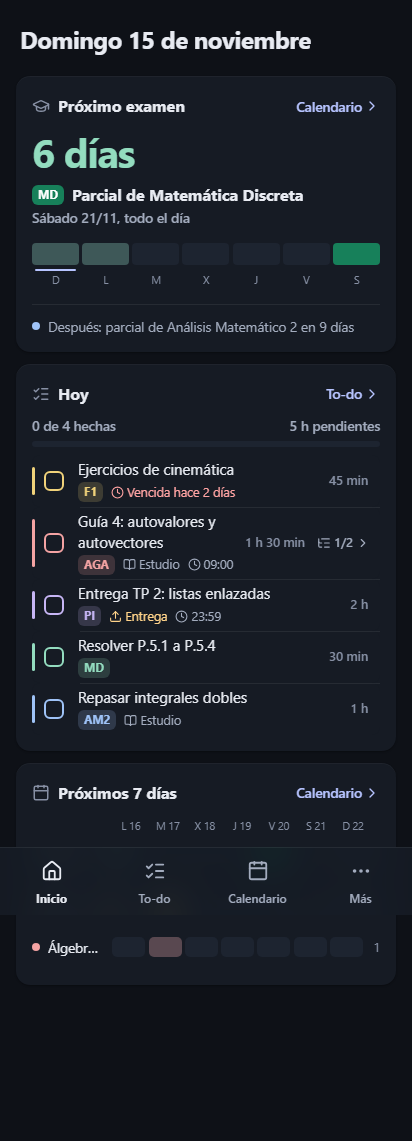 Domingo 15 de noviembre
Próximo examen
Calendario
6 días
MD Parcial de Matemática Discreta
Sábado 21/11, todo el día
D L M X J V S
Después: parcial de Análisis Matemático 2 en 9 días
Hoy
To-do
0 de 4 hechas
5 h pendientes
Ejercicios de cinemática
45 min
F1 Vencida hace 2 días
Guía 4: autovalores y
autovectores
1 h 30 min 1/2
AGA Estudio 09:00
Entrega TP 2: listas enlazadas
2 h
PI Entrega 23:59
Resolver P.5.1 a P.5.4
30 min
MD
Repasar integrales dobles
1 h
AM2 Estudio
Próximos 7 días
Calendario
L 16 M 17 X 18 J 19 V 20 S 21 D 22
Inicio To-do Calendario Más
Álgebr... 1